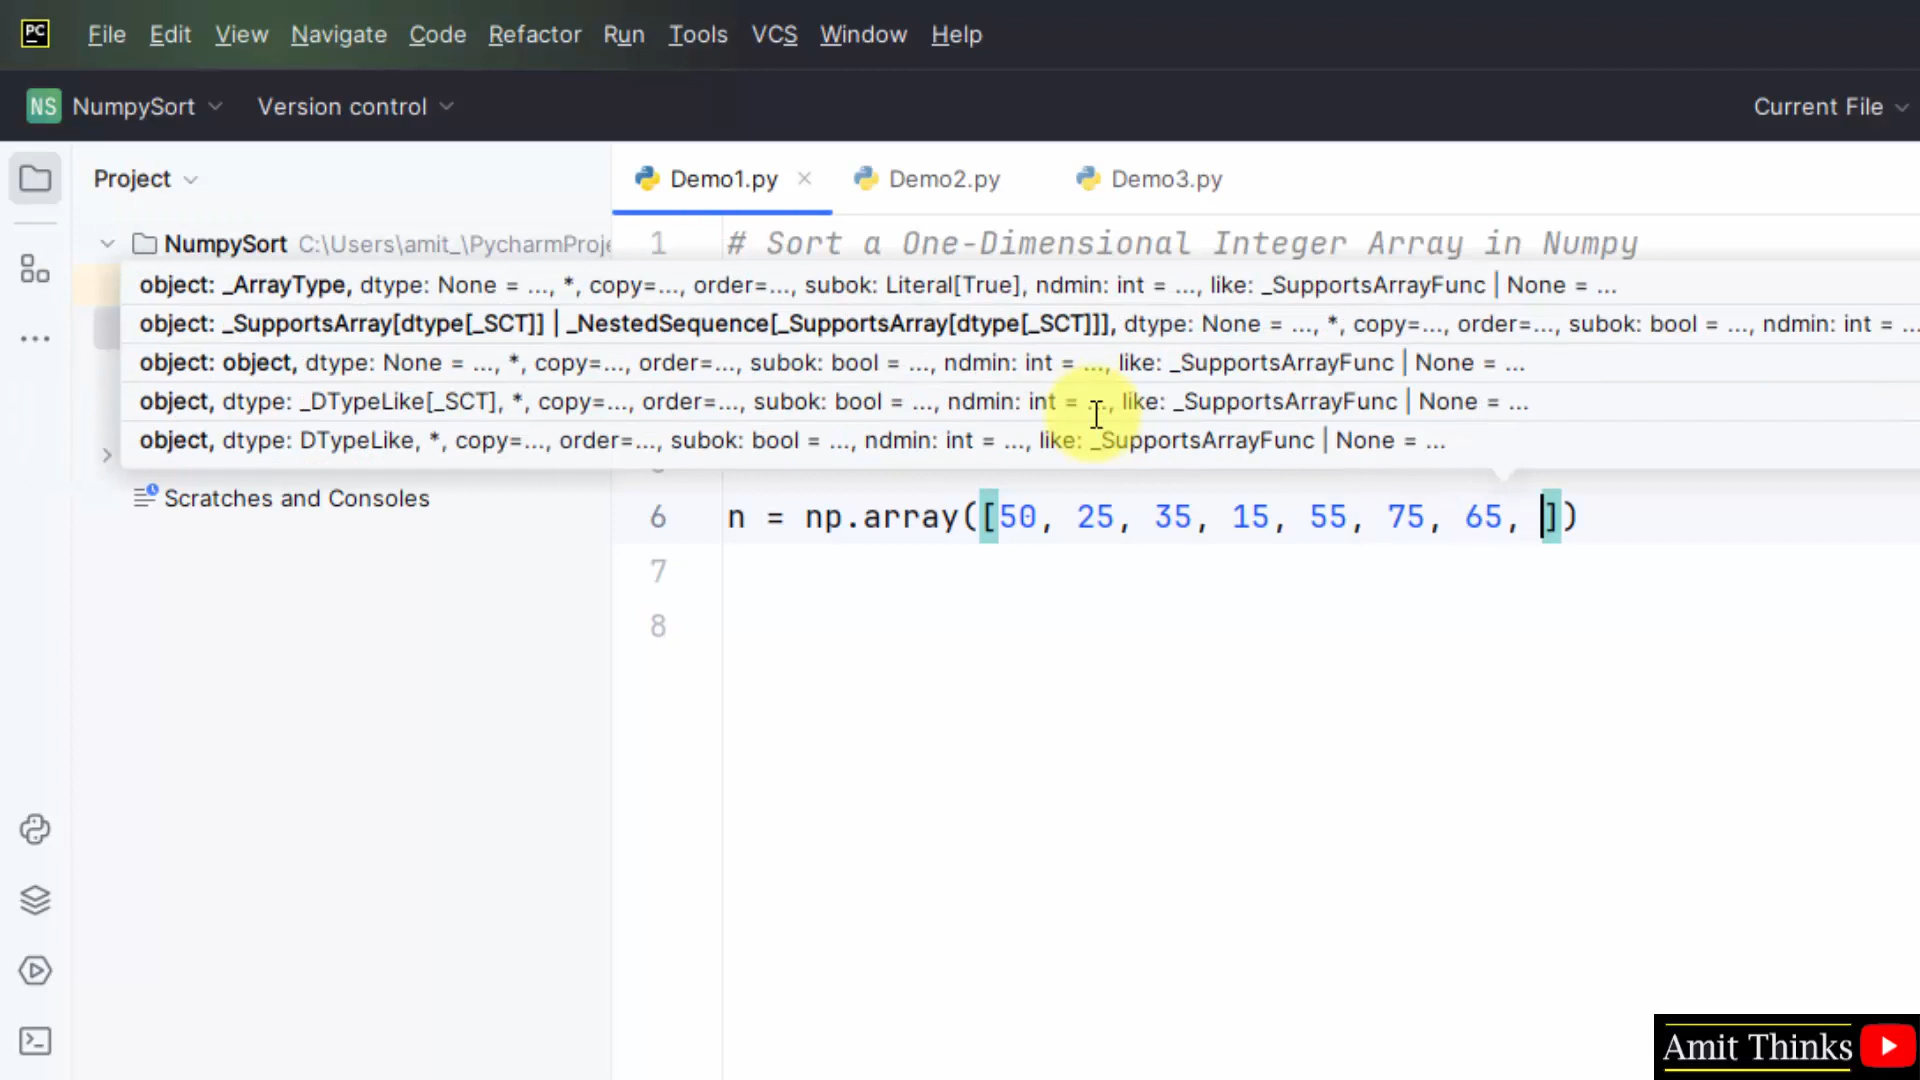 PC File Edit View Navigate Code Refactor Run Tools VCS Window Help
NS NumpySort Version control Current File
Project Demo1.py Demo2.py Demo3.py
NumpySort C:\Users\amit_\PycharmProje
1 # Sort a One-Dimensional Integer Array in Numpy
object: _ArrayType, dtype: None = ..., *, copy=..., order=..., subok: Literal[True], ndmin: int = ..., like: _SupportsArrayFunc | None = ...
object: _SupportsArray[dtype[_SCT]] | _NestedSequence[_SupportsArray[dtype[_SCT]]], dtype: None = ..., *, copy=..., order=..., subok: bool = ..., ndmin: int = ...
object: object, dtype: None = ..., *, copy=..., order=..., subok: bool = ..., ndmin: int = ..., like: _SupportsArrayFunc | None = ...
object, dtype: _DTypeLike[_SCT], *, copy=..., order=..., subok: bool = ..., ndmin: int = ..., like: _SupportsArrayFunc | None = ...
object, dtype: DTypeLike, *, copy=..., order=..., subok: bool = ..., ndmin: int = ..., like: _SupportsArrayFunc | None = ...
Scratches and Consoles
6 n = np.array([50, 25, 35, 15, 55, 75, 65, ])
7
8
Amit Thinks